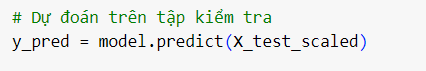 # Dự đoán trên tập kiểm tra
y_pred = model.predict(X_test_scaled)